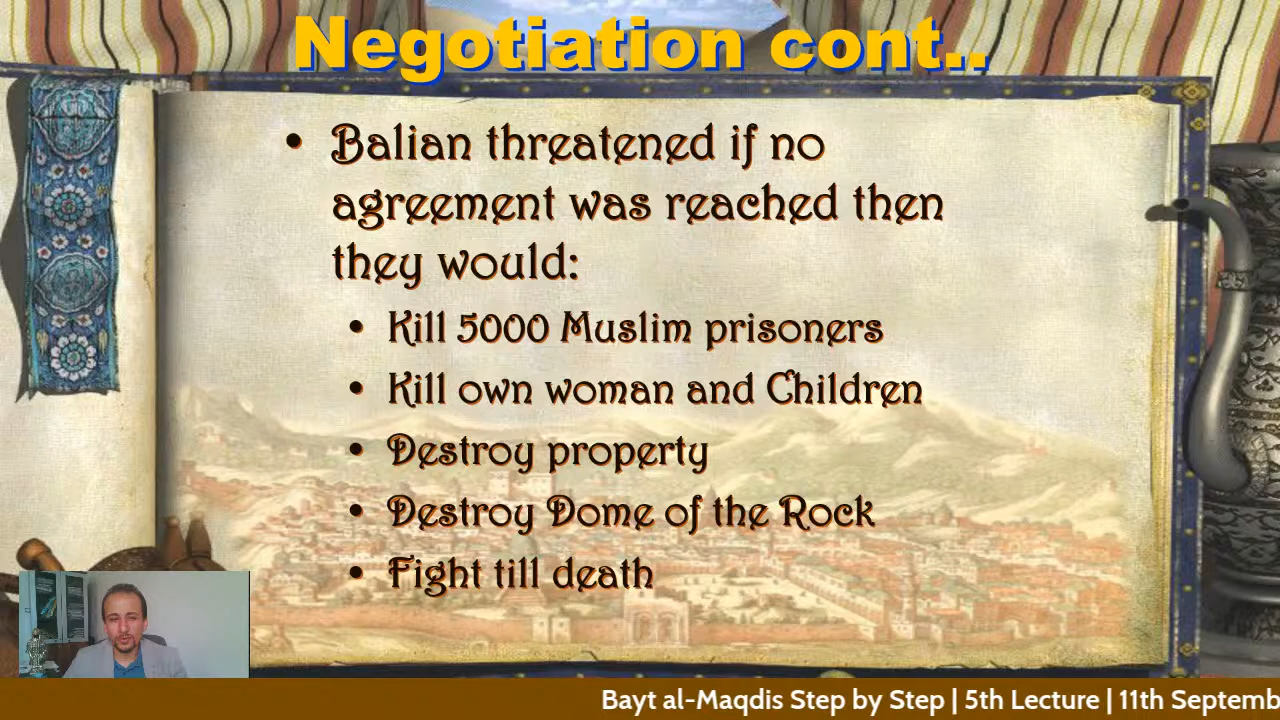 Negotiation cont..
• Balian threatened if no
agreement was reached then
they would:
• Kill 5000 Muslim prisoners
• Kill own woman and Children
• Destroy property
• Destroy Dome of the Rock
• Fight till death
Bayt al-Maqdis Step by Step | 5th Lecture | 11th Septemb